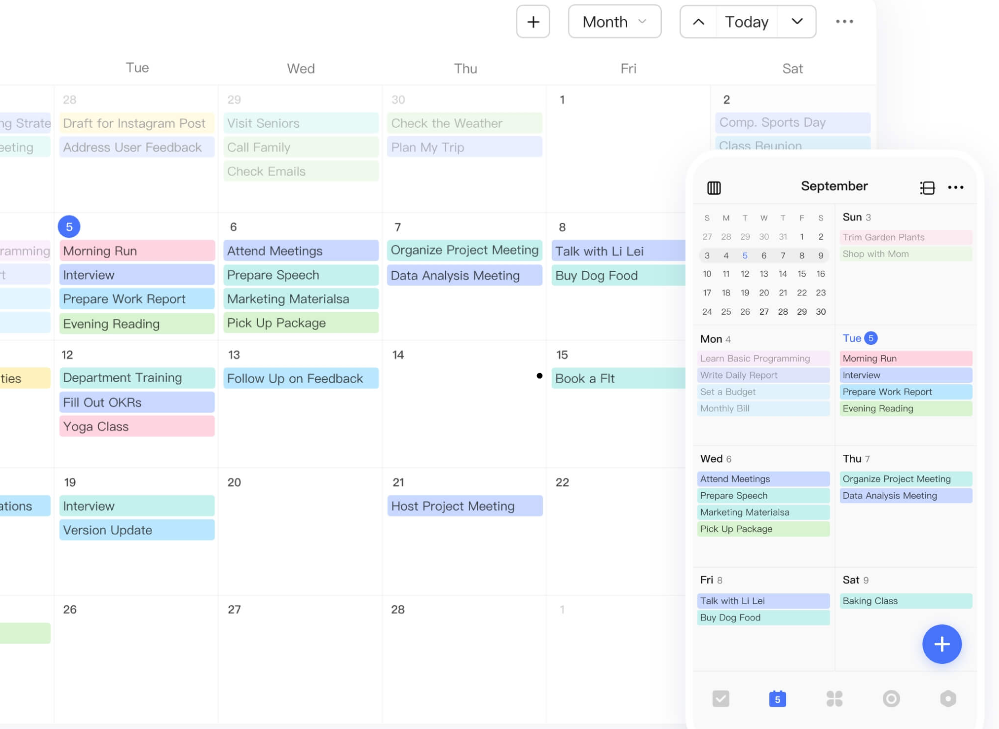 Month
Today
Tue Wed Thu Fri Sat
28 29 30 1 2
ng Strate Draft for Instagram Post Visit Seniors Check the Weather Comp. Sports Day
eeting Address User Feedback Call Family Plan My Trip Class Reunion
Check Emails
5 6 7 8
ramming Morning Run Attend Meetings Organize Project Meeting Talk with Li Lei
rt Interview Prepare Speech Data Analysis Meeting Buy Dog Food
Prepare Work Report Marketing Materialsa
Evening Reading Pick Up Package
12 13 14 15
ties Department Training Follow Up on Feedback Book a Flt
Fill Out OKRs
Yoga Class
19 20 21 22
ations Interview Host Project Meeting
Version Update
26 27 28 1
September
S M T W T F S
27 28 29 30 31 1 2
3 4 5 6 7 8 9
10 11 12 13 14 15 16
17 18 19 20 21 22 23
24 25 26 27 28 29 30
Sun 3
Trim Garden Plants
Shop with Mom
Mon 4
Learn Basic Programming
Write Daily Report
Set a Budget
Monthly Bill
Tue 5
Morning Run
Interview
Prepare Work Report
Evening Reading
Wed 6
Attend Meetings
Prepare Speech
Marketing Materialsa
Pick Up Package
Thu 7
Organize Project Meeting
Data Analysis Meeting
Fri 8
Talk with Li Lei
Buy Dog Food
Sat 9
Baking Class
5